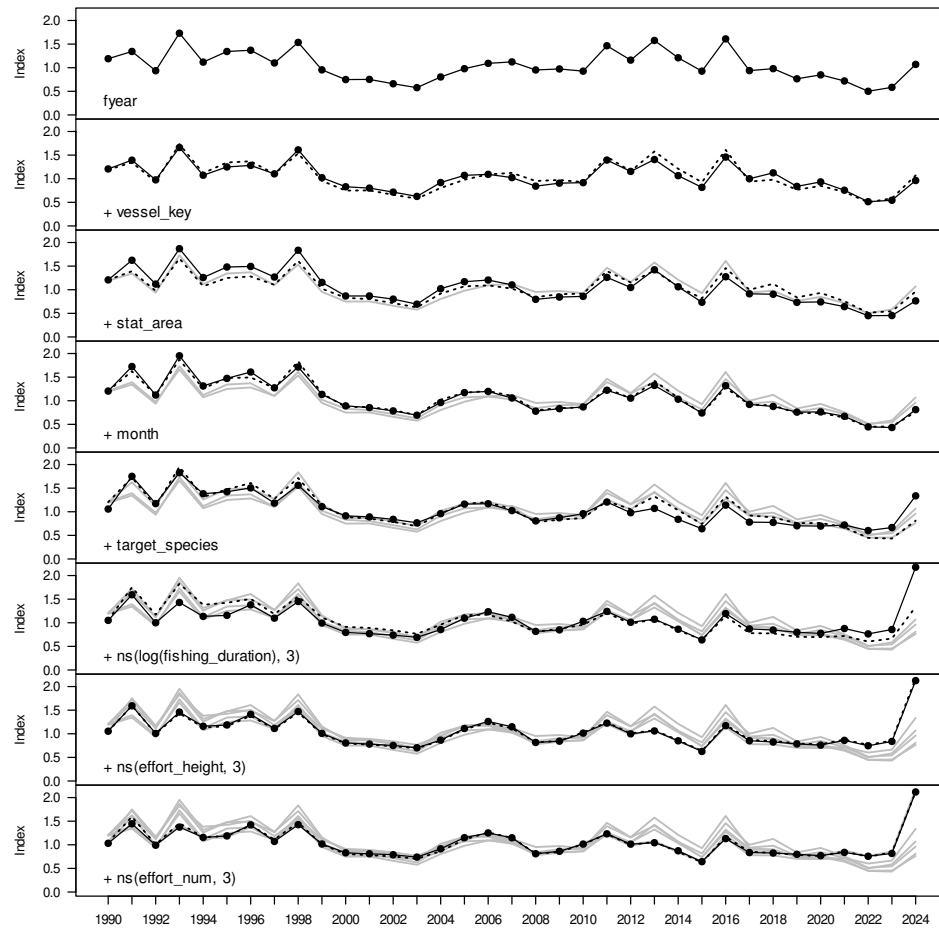 2.0
1.5
1.0
0.5
0.0
Index
fyear
2.0
1.5
1.0
0.5
0.0
Index
+ vessel_key
2.0
1.5
1.0
0.5
0.0
Index
+ stat_area
2.0
1.5
1.0
0.5
0.0
Index
+ month
2.0
1.5
1.0
0.5
0.0
Index
+ target_species
2.0
1.5
1.0
0.5
0.0
Index
+ ns(log(fishing_duration), 3)
2.0
1.5
1.0
0.5
0.0
Index
+ ns(effort_height, 3)
2.0
1.5
1.0
0.5
0.0
Index
+ ns(effort_num, 3)
1990 1992 1994 1996 1998 2000 2002 2004 2006 2008 2010 2012 2014 2016 2018 2020 2022 2024